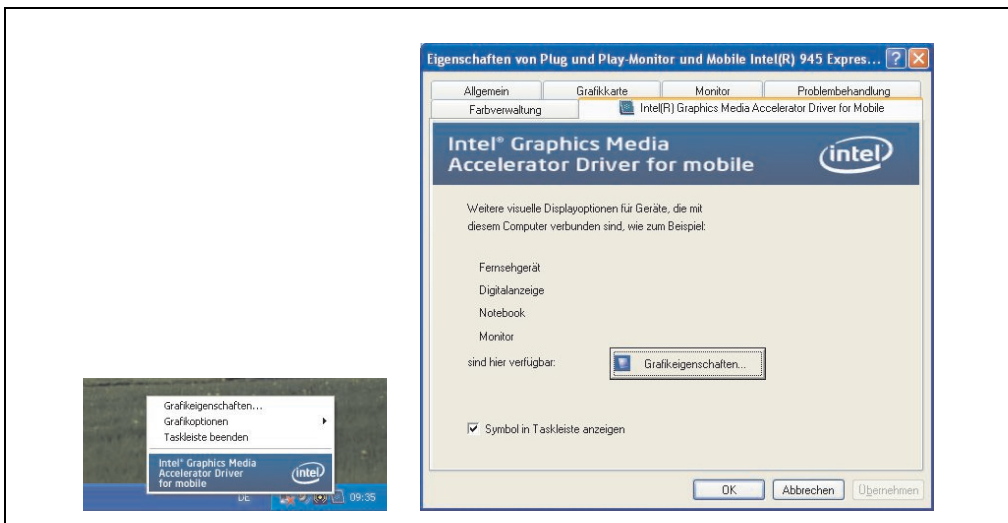 Grafikeigenschaften...
Grafikoptionen
Taskleiste beenden
Intel® Graphics Media
Accelerator Driver
for mobile
intel
DE
09:35
Eigenschaften von Plug und Play-Monitor und Mobile Intel(R) 945 Expres...
Allgemein Grafikkarte Monitor Problembehandlung
Farbverwaltung Intel(R) Graphics Media Accelerator Driver for Mobile
Intel® Graphics Media
Accelerator Driver for mobile
intel
Weitere visuelle Displayoptionen für Geräte, die mit
diesem Computer verbunden sind, wie zum Beispiel:
Fernsehgerät
Digitalanzeige
Notebook
Monitor
sind hier verfügbar: Grafikeigenschaften...
Symbol in Taskleiste anzeigen
OK Abbrechen Übernehmen